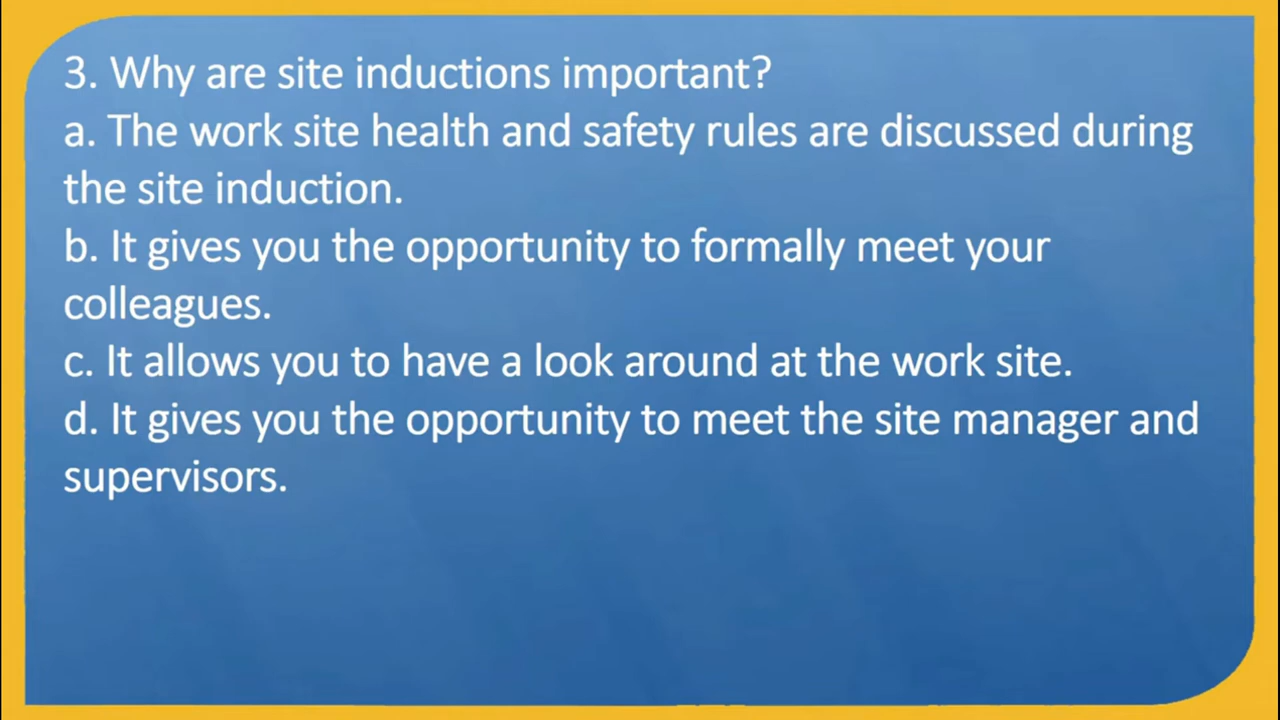 3. Why are site inductions important?
a. The work site health and safety rules are discussed during
the site induction.
b. It gives you the opportunity to formally meet your
colleagues.
c. It allows you to have a look around at the work site.
d. It gives you the opportunity to meet the site manager and
supervisors.